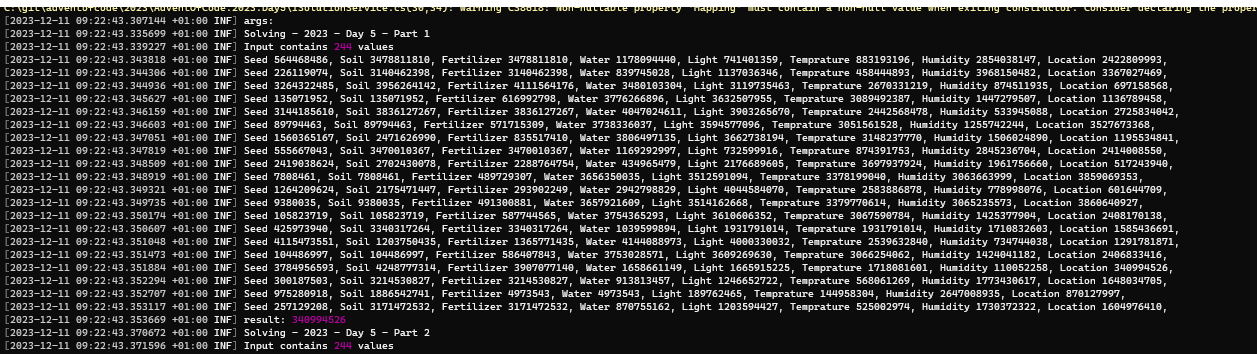 C:\git\adventofcode\2023\AdventOfCode.2023.Days\ISolutionService.cs(30,34): warning CS8618: Non-nullable property 'Mapping' must contain a non-null value when exiting constructor. Consider declaring the proper
[2023-12-11 09:22:43.307144 +01:00 INF] args:
[2023-12-11 09:22:43.335699 +01:00 INF] Solving - 2023 - Day 5 - Part 1
[2023-12-11 09:22:43.339227 +01:00 INF] Input contains 244 values
[2023-12-11 09:22:43.343818 +01:00 INF] Seed 564468486, Soil 3478811810, Fertilizer 3478811810, Water 1178094440, Light 741401359, Temprature 883193196, Humidity 2854038147, Location 2422809993,
[2023-12-11 09:22:43.344306 +01:00 INF] Seed 226119074, Soil 3140462398, Fertilizer 3140462398, Water 839745028, Light 1137036346, Temprature 458444893, Humidity 3968150482, Location 3367027469,
[2023-12-11 09:22:43.344936 +01:00 INF] Seed 3264322485, Soil 3956264142, Fertilizer 4111564176, Water 3480103304, Light 3119735463, Temprature 2670331219, Humidity 874511935, Location 697158568,
[2023-12-11 09:22:43.345627 +01:00 INF] Seed 135071952, Soil 135071952, Fertilizer 616992798, Water 3776266896, Light 3632507955, Temprature 3089492387, Humidity 1447279507, Location 1136789458,
[2023-12-11 09:22:43.346159 +01:00 INF] Seed 3144185610, Soil 3836127267, Fertilizer 3836127267, Water 4047024611, Light 3903265670, Temprature 2442568478, Humidity 533945088, Location 2725834042,
[2023-12-11 09:22:43.346603 +01:00 INF] Seed 89794463, Soil 89794463, Fertilizer 571715309, Water 3738336037, Light 3594577096, Temprature 3051561528, Humidity 1255742244, Location 3527673368,
[2023-12-11 09:22:43.347051 +01:00 INF] Seed 1560365167, Soil 2471626990, Fertilizer 835517410, Water 3806497135, Light 3662738194, Temprature 3148237770, Humidity 1506024890, Location 1195534841,
[2023-12-11 09:22:43.347819 +01:00 INF] Seed 555667043, Soil 3470010367, Fertilizer 3470010367, Water 1169292997, Light 732599916, Temprature 874391753, Humidity 2845236704, Location 2414008550,
[2023-12-11 09:22:43.348509 +01:00 INF] Seed 2419038624, Soil 2702430078, Fertilizer 2288764754, Water 434965479, Light 2176689605, Temprature 3697937924, Humidity 1961756660, Location 517243940,
[2023-12-11 09:22:43.348919 +01:00 INF] Seed 7808461, Soil 7808461, Fertilizer 489729307, Water 3656350035, Light 3512591094, Temprature 3378199040, Humidity 3063663999, Location 3859069353,
[2023-12-11 09:22:43.349321 +01:00 INF] Seed 1264209624, Soil 2175471447, Fertilizer 293902249, Water 2942798829, Light 4044584070, Temprature 2583886878, Humidity 778998076, Location 601644709,
[2023-12-11 09:22:43.349735 +01:00 INF] Seed 9380035, Soil 9380035, Fertilizer 491300881, Water 3657921609, Light 3514162668, Temprature 3379770614, Humidity 3065235573, Location 3860640927,
[2023-12-11 09:22:43.350174 +01:00 INF] Seed 105823719, Soil 105823719, Fertilizer 587744565, Water 3754365293, Light 3610606352, Temprature 3067590784, Humidity 1425377904, Location 2408170138,
[2023-12-11 09:22:43.350607 +01:00 INF] Seed 425973940, Soil 3340317264, Fertilizer 3340317264, Water 1039599894, Light 1931791014, Temprature 1931791014, Humidity 1710832603, Location 1585436691,
[2023-12-11 09:22:43.351048 +01:00 INF] Seed 4115473551, Soil 1203750435, Fertilizer 1365771435, Water 4144088973, Light 4000330032, Temprature 2539632840, Humidity 734744038, Location 1291781871,
[2023-12-11 09:22:43.351473 +01:00 INF] Seed 104486997, Soil 104486997, Fertilizer 586407843, Water 3753028571, Light 3609269630, Temprature 3066254062, Humidity 1424041182, Location 2406833416,
[2023-12-11 09:22:43.351884 +01:00 INF] Seed 3784956593, Soil 4248777314, Fertilizer 3907077140, Water 1658661149, Light 1665915225, Temprature 1718081601, Humidity 110052258, Location 340994526,
[2023-12-11 09:22:43.352294 +01:00 INF] Seed 300187503, Soil 3214530827, Fertilizer 3214530827, Water 913813457, Light 1246652722, Temprature 568061269, Humidity 1773430617, Location 1648034705,
[2023-12-11 09:22:43.352707 +01:00 INF] Seed 975280918, Soil 1886542741, Fertilizer 4973543, Water 4973543, Light 189762465, Temprature 144958304, Humidity 2647008935, Location 870127997,
[2023-12-11 09:22:43.353117 +01:00 INF] Seed 257129208, Soil 3171472532, Fertilizer 3171472532, Water 870755162, Light 1203594427, Temprature 525002974, Humidity 1730372322, Location 1604976410,
[2023-12-11 09:22:43.353669 +01:00 INF] result: 340994526
[2023-12-11 09:22:43.370672 +01:00 INF] Solving - 2023 - Day 5 - Part 2
[2023-12-11 09:22:43.371596 +01:00 INF] Input contains 244 values